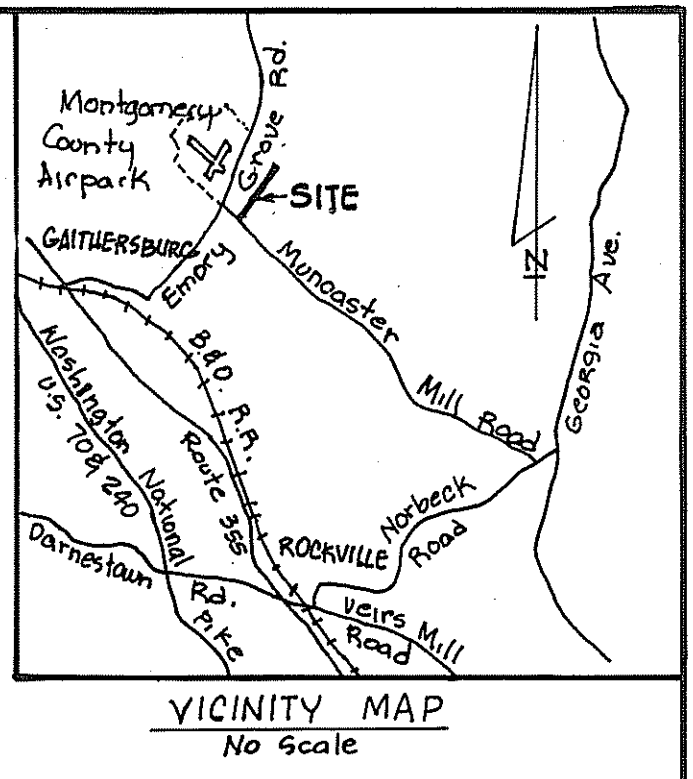 Montgomery
County
Airpark
Emory Grove Rd.
SITE
GAITHERSBURG
Muncaster Mill Road
N
Georgia Ave.
B.&O. R.R.
Route 355
Washington National Pike
U.S. 70 & 240
Darnestown Rd.
ROCKVILLE
Norbeck Road
Veirs Mill Road
VICINITY MAP
No Scale